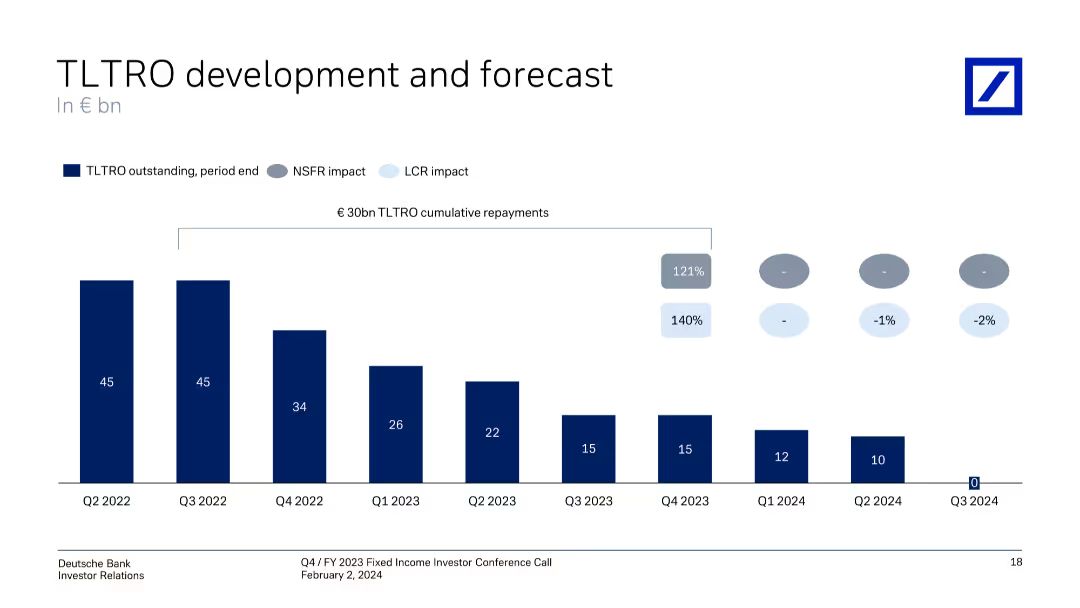 TLTRO development and forecast
In € bn
TLTRO outstanding, period end NSFR impact LCR impact
€ 30bn TLTRO cumulative repayments
121% - - -
140% - -1% -2%
45 45 34 26 22 15 15 12 10 0
Q2 2022 Q3 2022 Q4 2022 Q1 2023 Q2 2023 Q3 2023 Q4 2023 Q1 2024 Q2 2024 Q3 2024
Deutsche Bank
Investor Relations
Q4 / FY 2023 Fixed Income Investor Conference Call
February 2, 2024
18